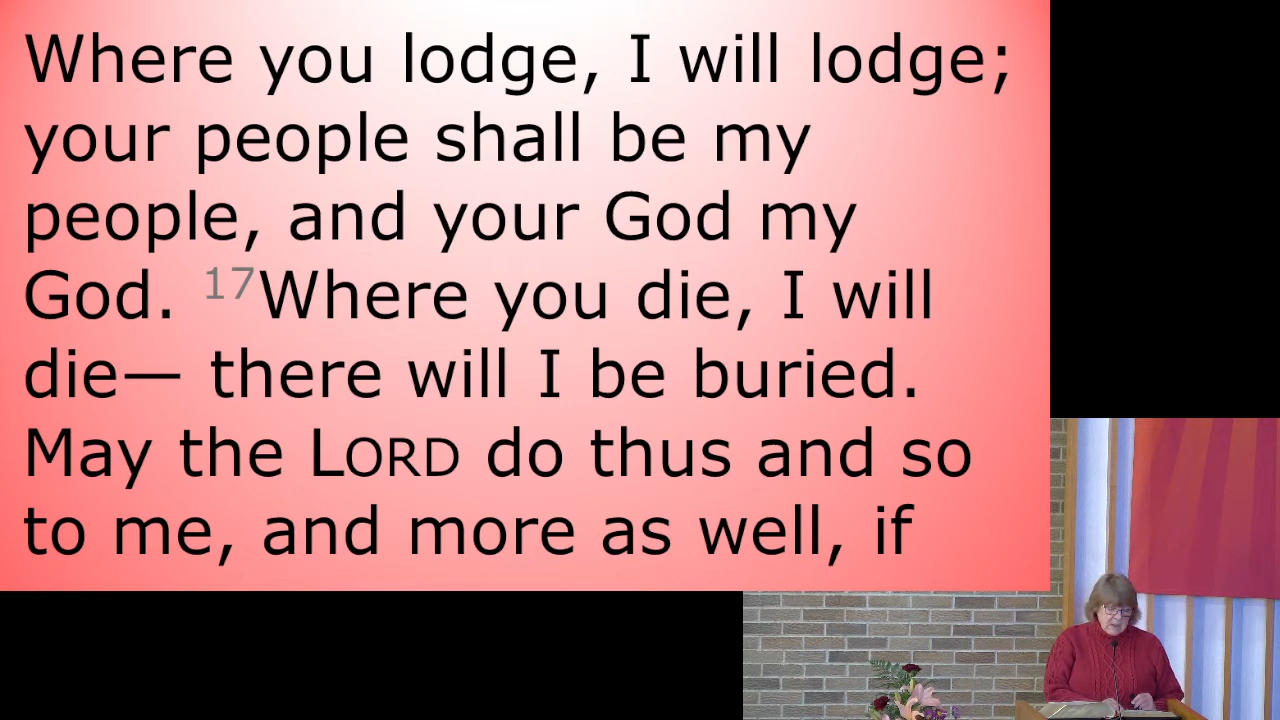 Where you lodge, I will lodge;
your people shall be my
people, and your God my
God. 17Where you die, I will
die— there will I be buried.
May the LORD do thus and so
to me, and more as well, if